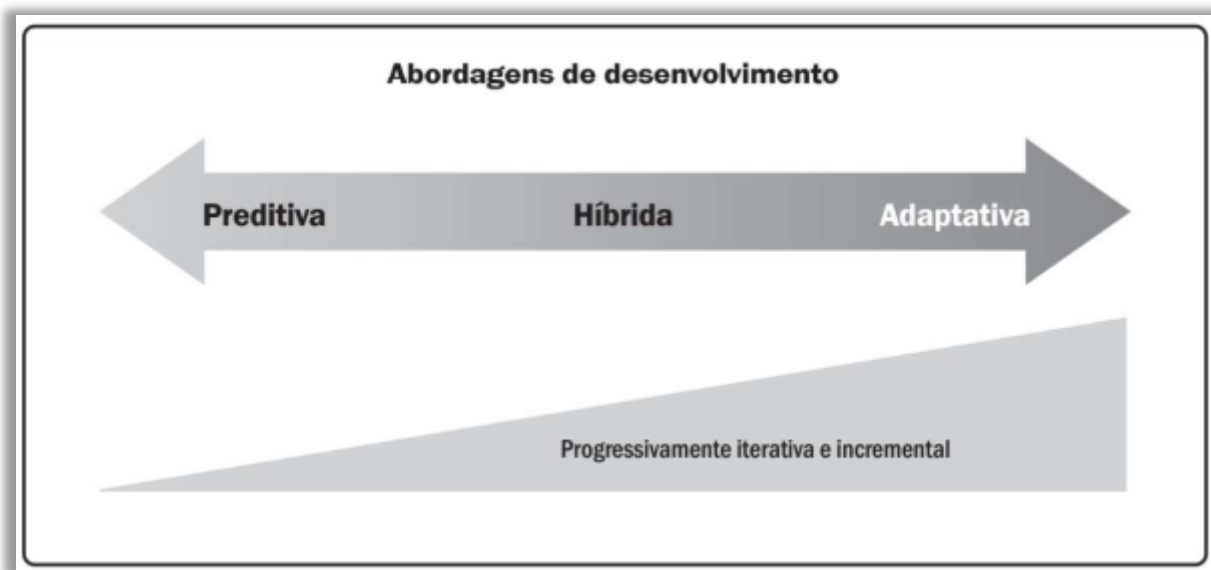 Abordagens de desenvolvimento
Preditiva Híbrida Adaptativa
Progressivamente iterativa e incremental